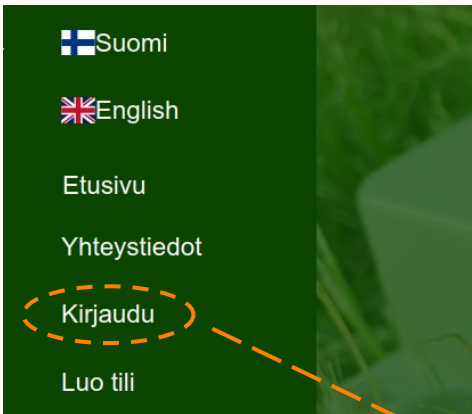 Suomi
English
Etusivu
Yhteystiedot
Kirjaudu
Luo tili